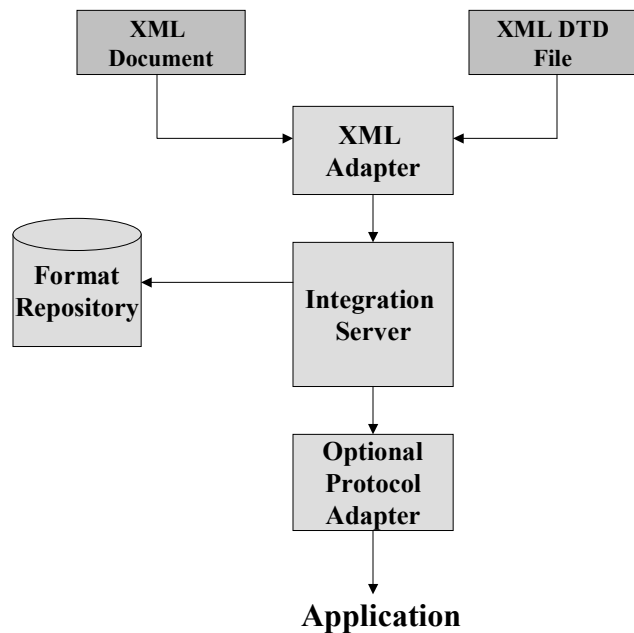 XML
Document
XML DTD
File
XML
Adapter
Format
Repository
Integration
Server
Optional
Protocol
Adapter
Application